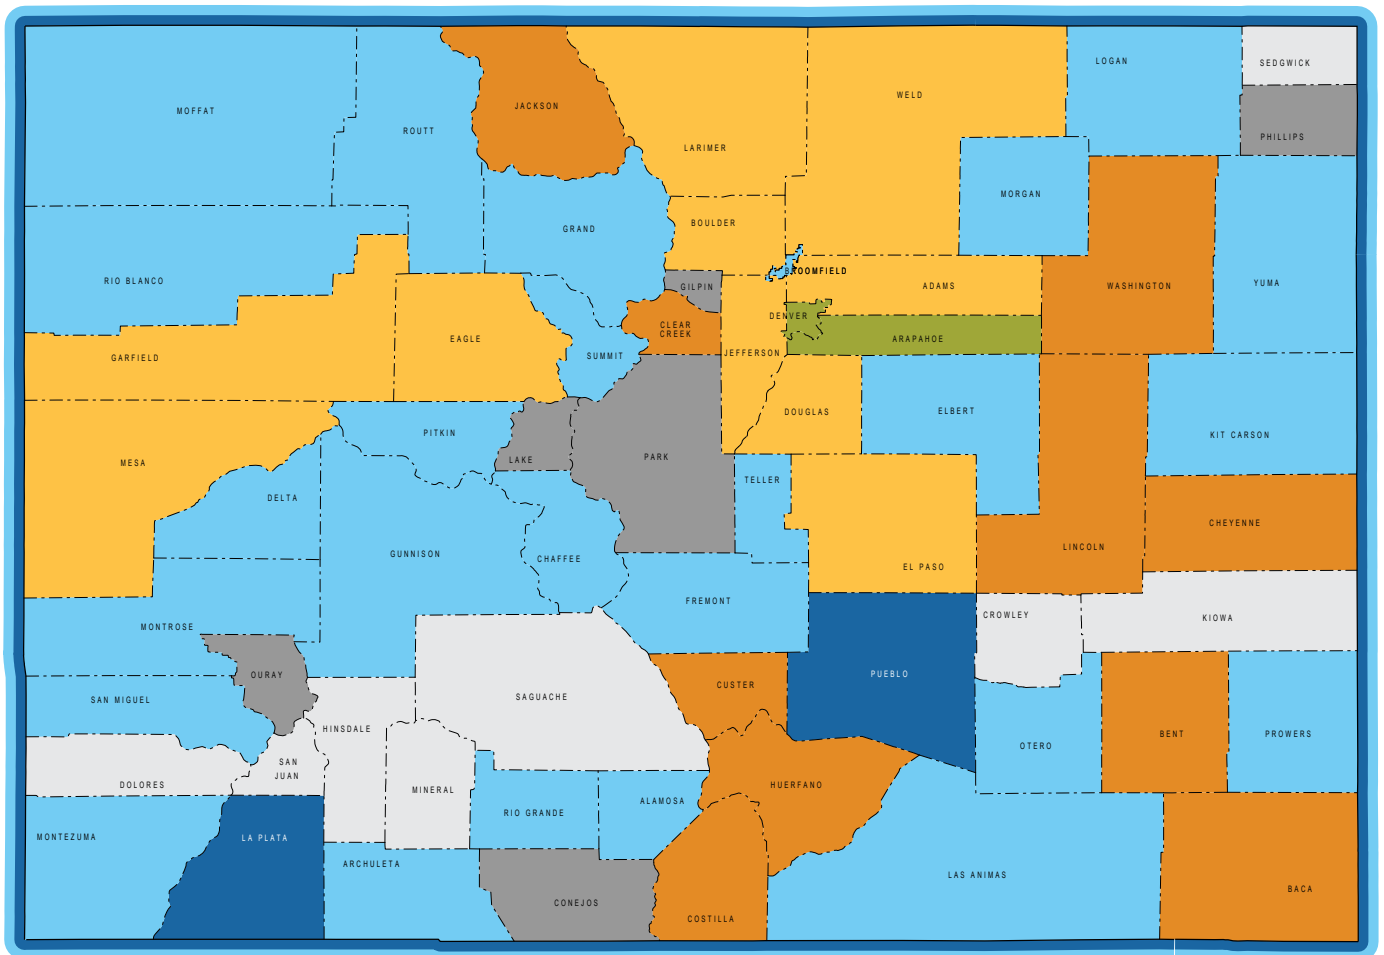 LOGAN
SEDGWICK
WELD
JACKSON
MOFFAT
ROUTT
PHILLIPS
LARIMER
MORGAN
BOULDER
GRAND
BROOMFIELD
RIO BLANCO
GILPIN
ADAMS
WASHINGTON
YUMA
DENVER
CLEAR
CREEK
EAGLE
ARAPAHOE
GARFIELD
SUMMIT
JEFFERSON
DOUGLAS
ELBERT
PITKIN
KIT CARSON
MESA
LAKE
PARK
TELLER
DELTA
CHEYENNE
GUNNISON
LINCOLN
CHAFFEE
EL PASO
FREMONT
CROWLEY
KIOWA
MONTROSE
OURAY
PUEBLO
CUSTER
SAN MIGUEL
SAGUACHE
HINSDALE
BENT
PROWERS
OTERO
SAN
JUAN
DOLORES
MINERAL
HUERFANO
ALAMOSA
RIO GRANDE
MONTEZUMA
LA PLATA
ARCHULETA
LAS ANIMAS
BACA
CONEJOS
COSTILLA